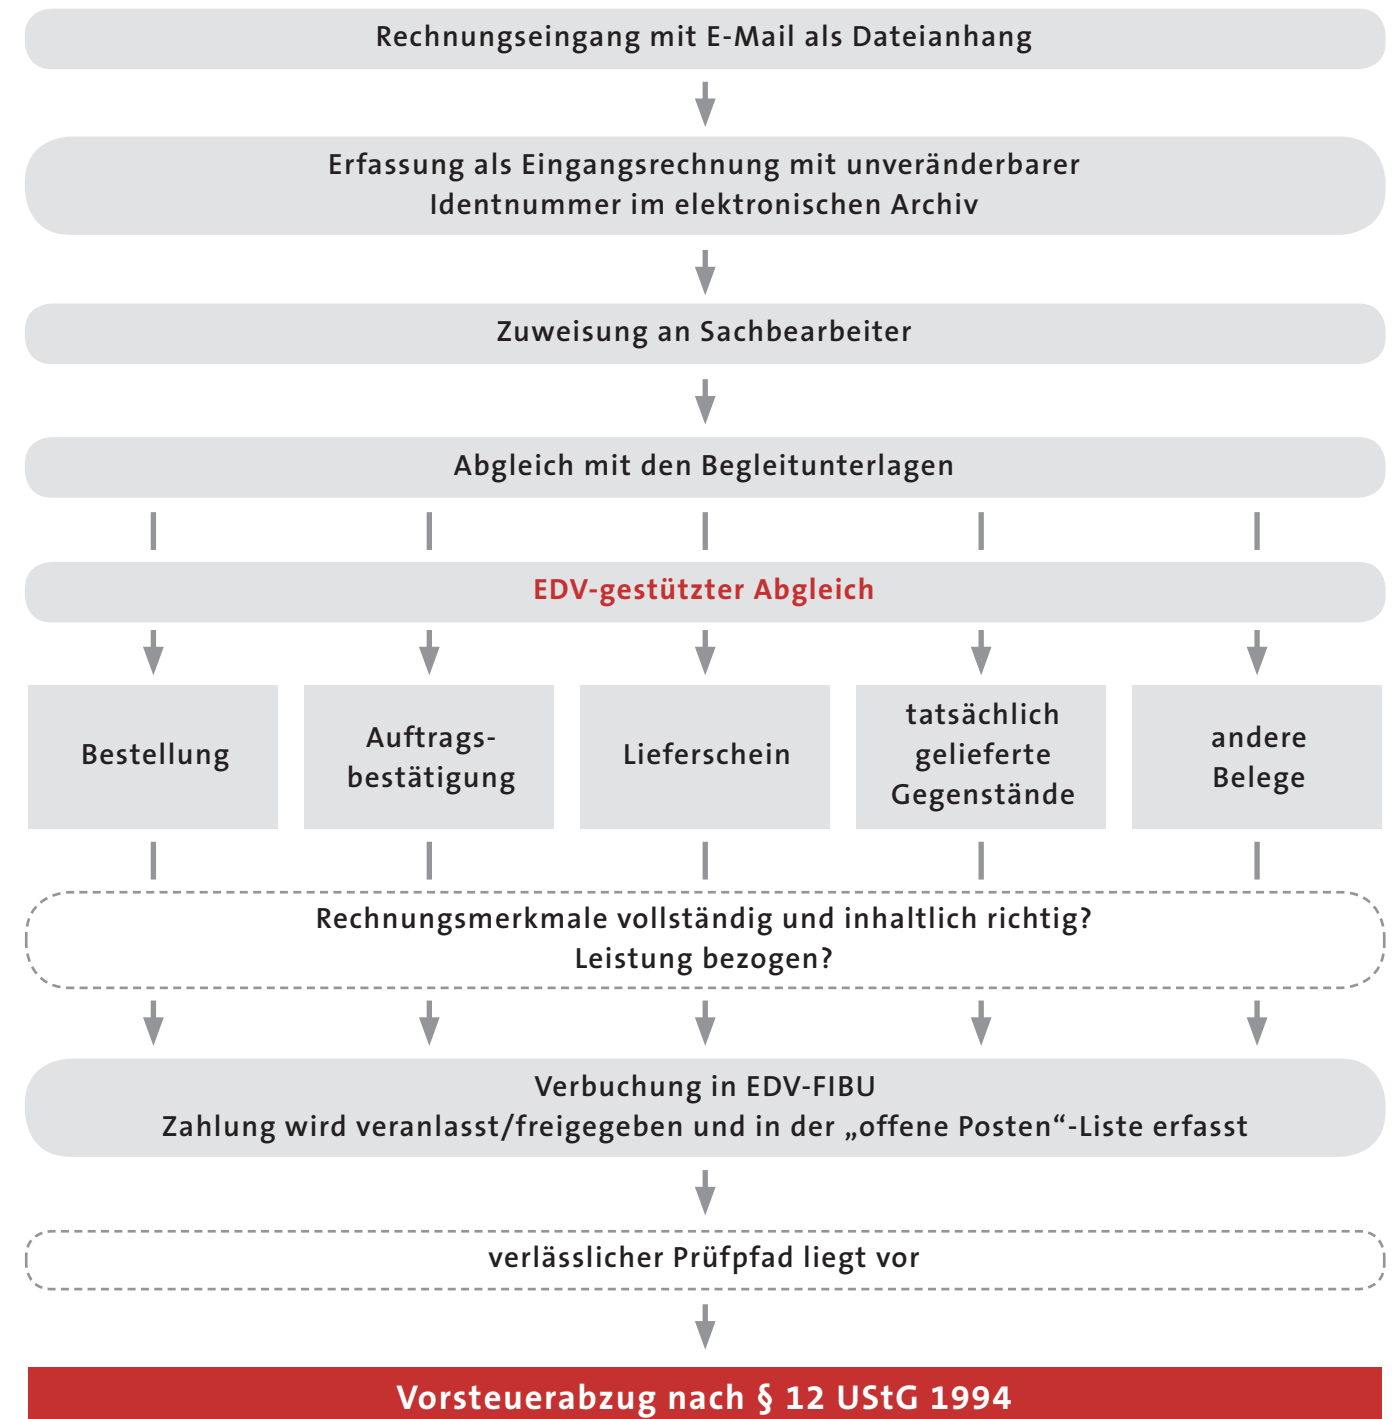 Rechnungseingang mit E-Mail als Dateianhang
Erfassung als Eingangsrechnung mit unveränderbarer
Identnummer im elektronischen Archiv
Zuweisung an Sachbearbeiter
Abgleich mit den Begleitunterlagen
EDV-gestützter Abgleich
Bestellung
Auftrags-
bestätigung
Lieferschein
tatsächlich
gelieferte
Gegenstände
andere
Belege
Rechnungsmerkmale vollständig und inhaltlich richtig?
Leistung bezogen?
Verbuchung in EDV-FIBU
Zahlung wird veranlasst/freigegeben und in der „offene Posten“-Liste erfasst
verlässlicher Prüfpfad liegt vor
Vorsteuerabzug nach § 12 UStG 1994